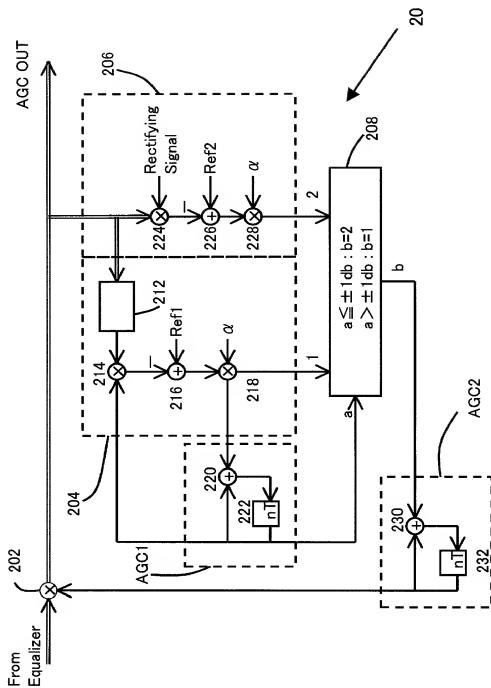 20
AGC OUT
206
Rectifying
Signal
Ref2
α
224
226
228
−
2
208
a≦±1db : b=2
a>±1db : b=1
b
212
214
−
Ref1
216
α
218
1
a
204
220
222
nT
AGC1
AGC2
230
nT
232
202
From
Equalizer